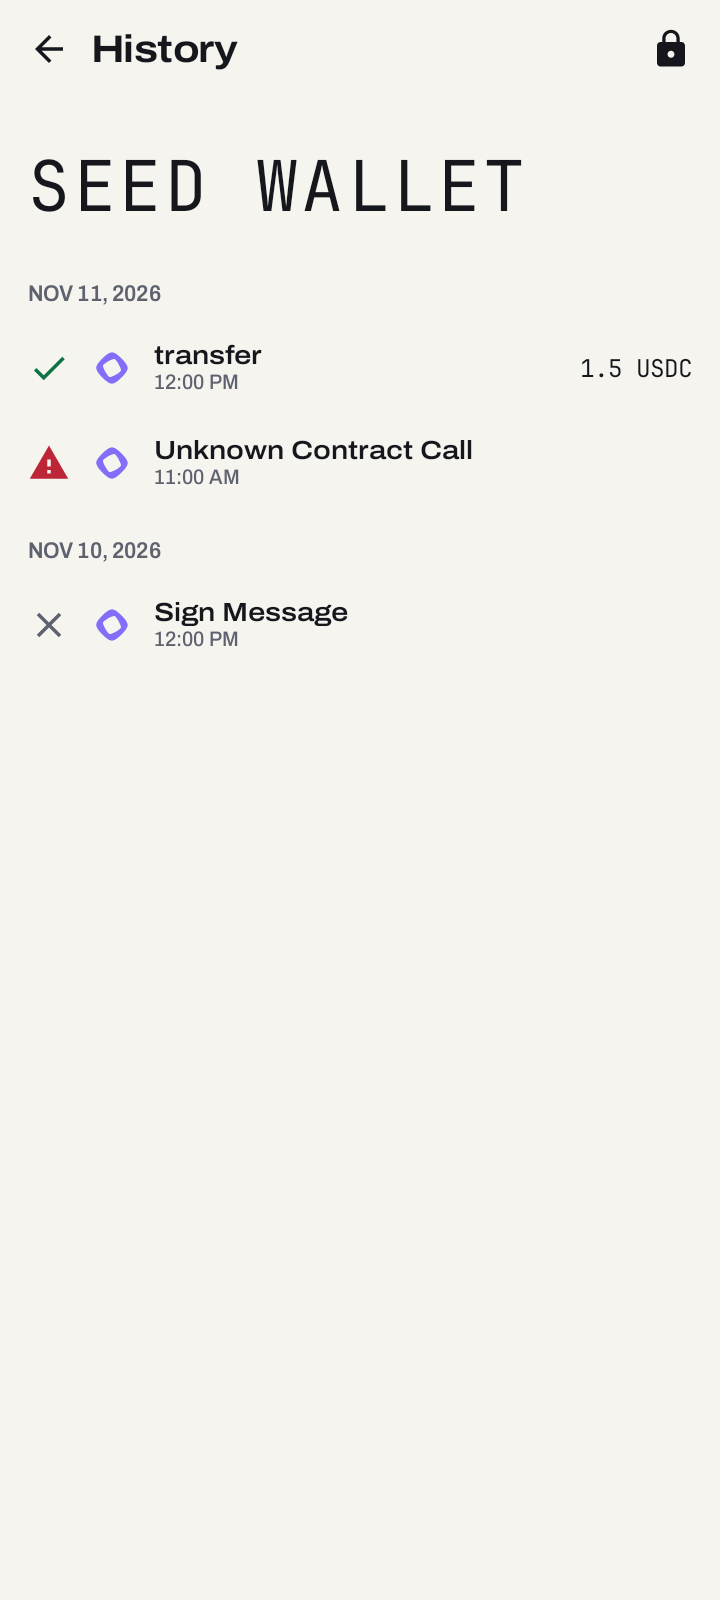 History
SEED WALLET
NOV 11, 2026
transfer
12:00 PM
1.5 USDC
Unknown Contract Call
11:00 AM
NOV 10, 2026
Sign Message
12:00 PM